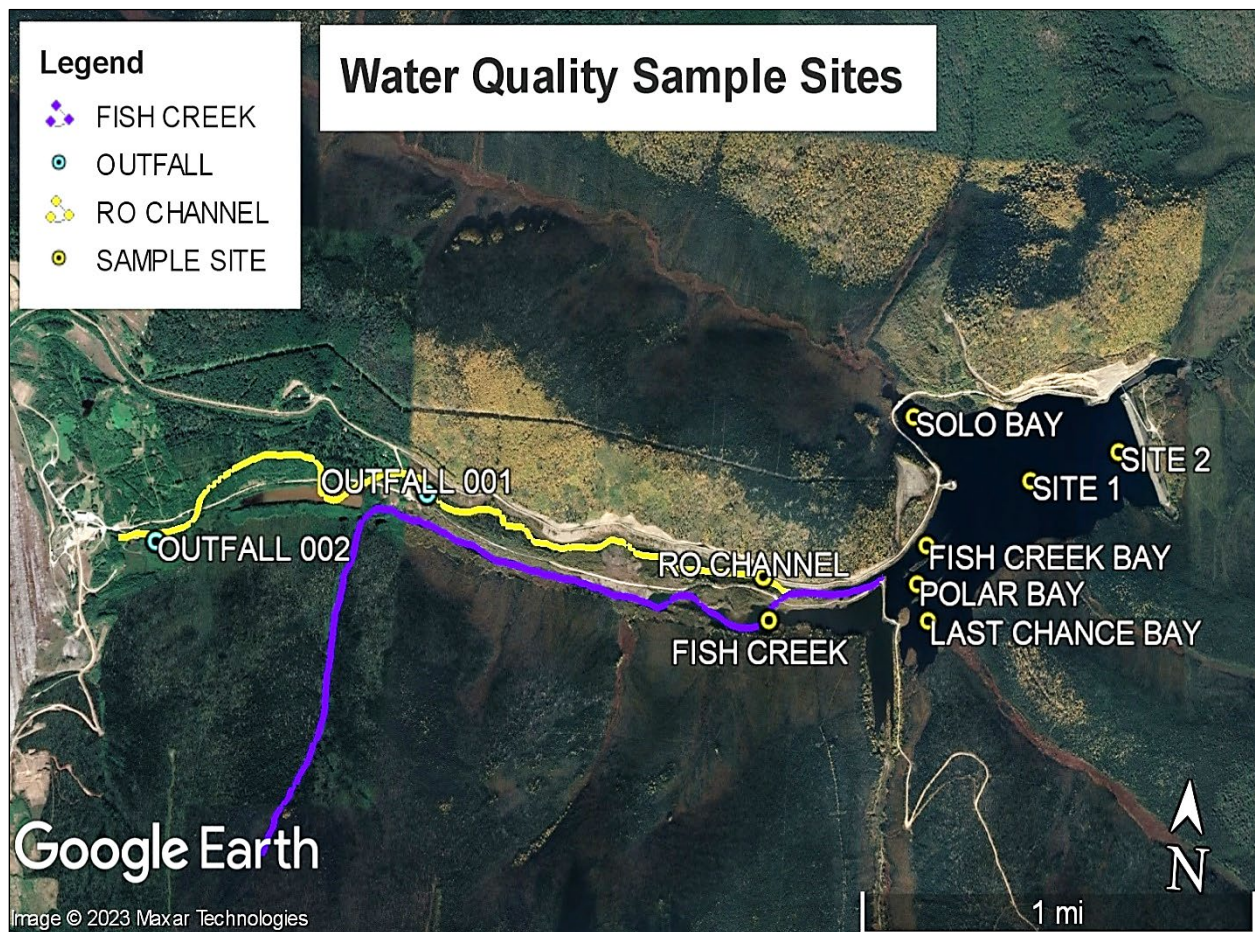 Legend
FISH CREEK
OUTFALL
RO CHANNEL
SAMPLE SITE
Water Quality Sample Sites
SOLO BAY
SITE 2
SITE 1
OUTFALL 001
OUTFALL 002
FISH CREEK BAY
RO CHANNEL
POLAR BAY
LAST CHANCE BAY
FISH CREEK
Google Earth
N
Image © 2023 Maxar Technologies
1 mi